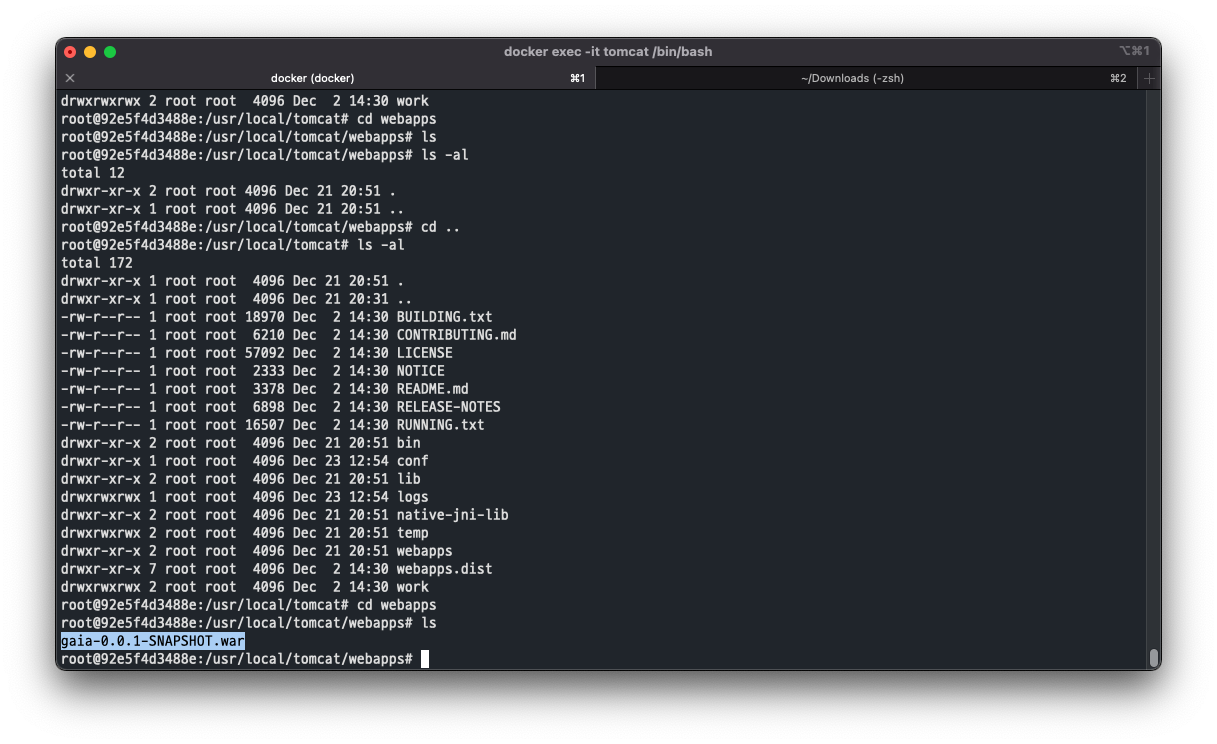 docker exec -it tomcat /bin/bash
⌥⌘1
docker (docker) ⌘1
~/Downloads (-zsh) ⌘2
drwxrwxrwx 2 root root  4096 Dec  2 14:30 work
root@92e5f4d3488e:/usr/local/tomcat# cd webapps
root@92e5f4d3488e:/usr/local/tomcat/webapps# ls
root@92e5f4d3488e:/usr/local/tomcat/webapps# ls -al
total 12
drwxr-xr-x 2 root root 4096 Dec 21 20:51 .
drwxr-xr-x 1 root root 4096 Dec 21 20:51 ..
root@92e5f4d3488e:/usr/local/tomcat/webapps# cd ..
root@92e5f4d3488e:/usr/local/tomcat# ls -al
total 172
drwxr-xr-x 1 root root  4096 Dec 21 20:51 .
drwxr-xr-x 1 root root  4096 Dec 21 20:31 ..
-rw-r--r-- 1 root root 18970 Dec  2 14:30 BUILDING.txt
-rw-r--r-- 1 root root  6210 Dec  2 14:30 CONTRIBUTING.md
-rw-r--r-- 1 root root 57092 Dec  2 14:30 LICENSE
-rw-r--r-- 1 root root  2333 Dec  2 14:30 NOTICE
-rw-r--r-- 1 root root  3378 Dec  2 14:30 README.md
-rw-r--r-- 1 root root  6898 Dec  2 14:30 RELEASE-NOTES
-rw-r--r-- 1 root root 16507 Dec  2 14:30 RUNNING.txt
drwxr-xr-x 2 root root  4096 Dec 21 20:51 bin
drwxr-xr-x 1 root root  4096 Dec 23 12:54 conf
drwxr-xr-x 2 root root  4096 Dec 21 20:51 lib
drwxrwxrwx 1 root root  4096 Dec 23 12:54 logs
drwxr-xr-x 2 root root  4096 Dec 21 20:51 native-jni-lib
drwxrwxrwx 2 root root  4096 Dec 21 20:51 temp
drwxr-xr-x 2 root root  4096 Dec 21 20:51 webapps
drwxr-xr-x 7 root root  4096 Dec  2 14:30 webapps.dist
drwxrwxrwx 2 root root  4096 Dec  2 14:30 work
root@92e5f4d3488e:/usr/local/tomcat# cd webapps
root@92e5f4d3488e:/usr/local/tomcat/webapps# ls
gaia-0.0.1-SNAPSHOT.war
root@92e5f4d3488e:/usr/local/tomcat/webapps#